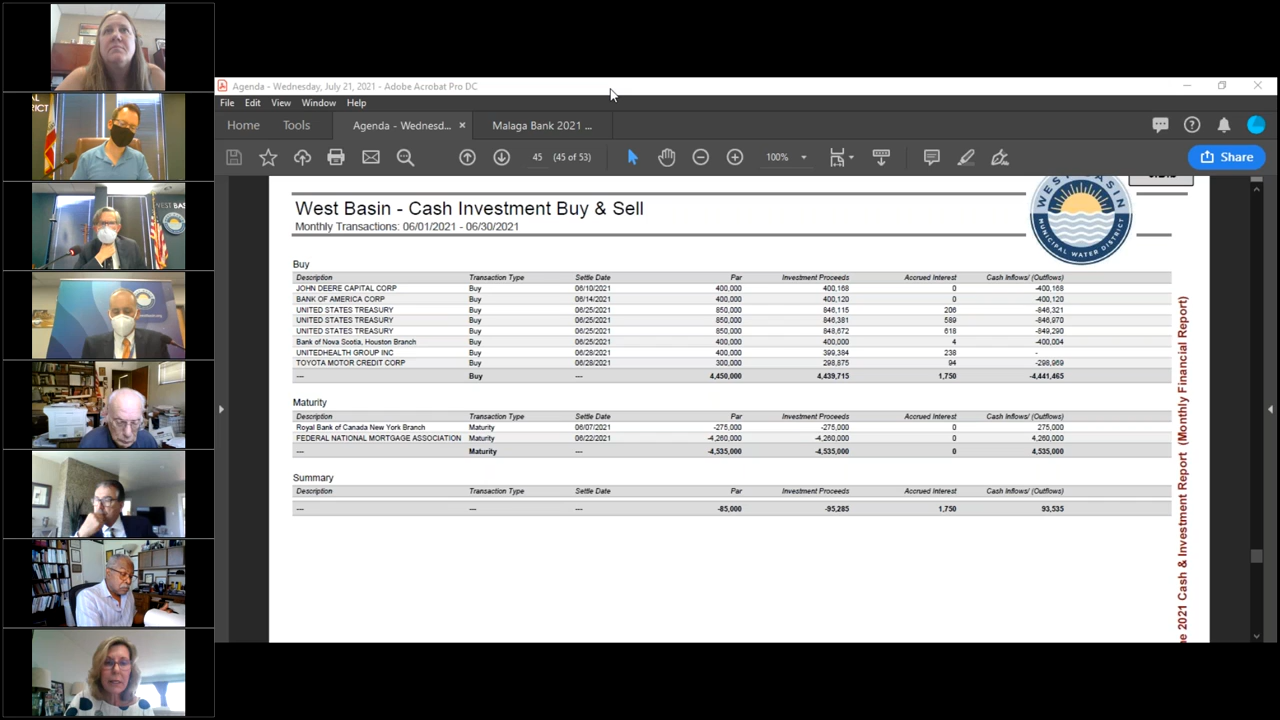 Agenda - Wednesday, July 21, 2021 - Adobe Acrobat Pro DC
File Edit View Window Help
Home Tools Agenda - Wednesd... × Malaga Bank 2021 ...
45 (45 of 53) 100% Share
West Basin - Cash Investment Buy & Sell
Monthly Transactions: 06/01/2021 - 06/30/2021
WEST BASIN
MUNICIPAL WATER DISTRICT
Buy
Description Transaction Type Settle Date Par Investment Proceeds Accrued Interest Cash Inflows/ (Outflows)
JOHN DEERE CAPITAL CORP Buy 06/10/2021 400,000 400,168 0 -400,168
BANK OF AMERICA CORP Buy 06/14/2021 400,000 400,120 0 -400,120
UNITED STATES TREASURY Buy 06/25/2021 850,000 846,115 206 -846,321
UNITED STATES TREASURY Buy 06/25/2021 850,000 846,381 589 -846,970
UNITED STATES TREASURY Buy 06/25/2021 850,000 848,672 618 -849,290
Bank of Nova Scotia, Houston Branch Buy 06/25/2021 400,000 400,000 4 -400,004
UNITEDHEALTH GROUP INC Buy 06/28/2021 400,000 399,384 238 -
TOYOTA MOTOR CREDIT CORP Buy 06/28/2021 300,000 298,875 94 -298,969
--- Buy --- 4,450,000 4,439,715 1,750 -4,441,465
Maturity
Description Transaction Type Settle Date Par Investment Proceeds Accrued Interest Cash Inflows/ (Outflows)
Royal Bank of Canada New York Branch Maturity 06/07/2021 -275,000 -275,000 0 275,000
FEDERAL NATIONAL MORTGAGE ASSOCIATION Maturity 06/22/2021 -4,260,000 -4,260,000 0 4,260,000
--- Maturity --- -4,535,000 -4,535,000 0 4,535,000
Summary
Description Transaction Type Settle Date Par Investment Proceeds Accrued Interest Cash Inflows/ (Outflows)
--- --- --- -85,000 -95,285 1,750 93,535
ne 2021 Cash & Investment Report (Monthly Financial Report)